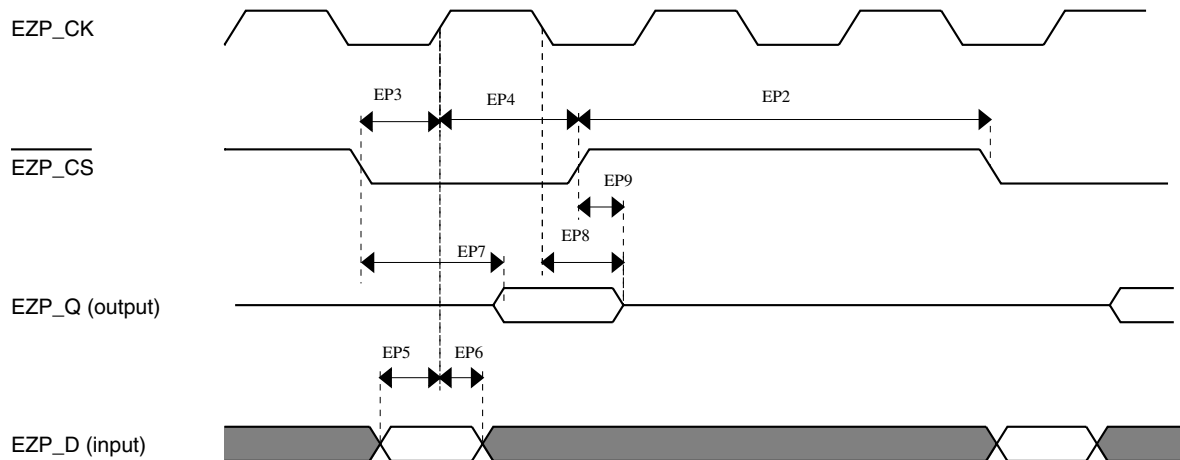 EZP_CK
EP3
EP4
EP2
EZP_CS
EP9
EP8
EP7
EZP_Q (output)
EP5
EP6
EZP_D (input)